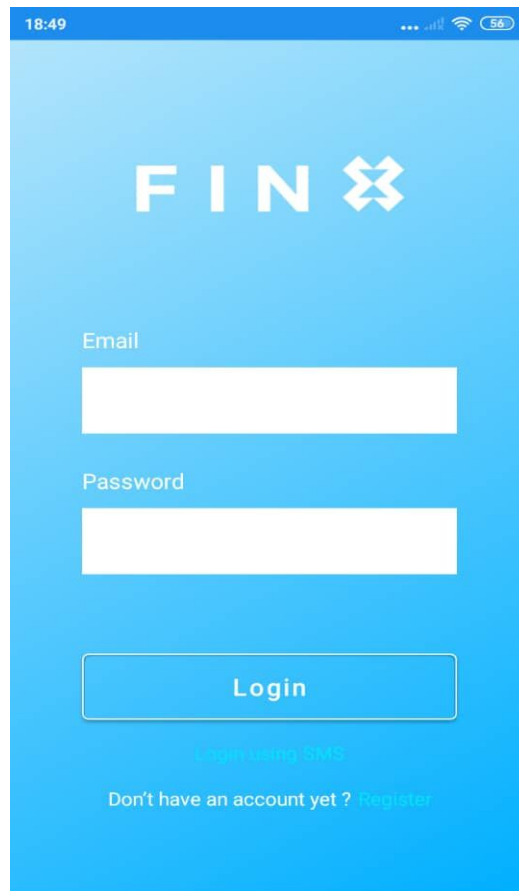 18:49
56
FIN
Email
Password
Login
Login using SMS
Don't have an account yet ? Register